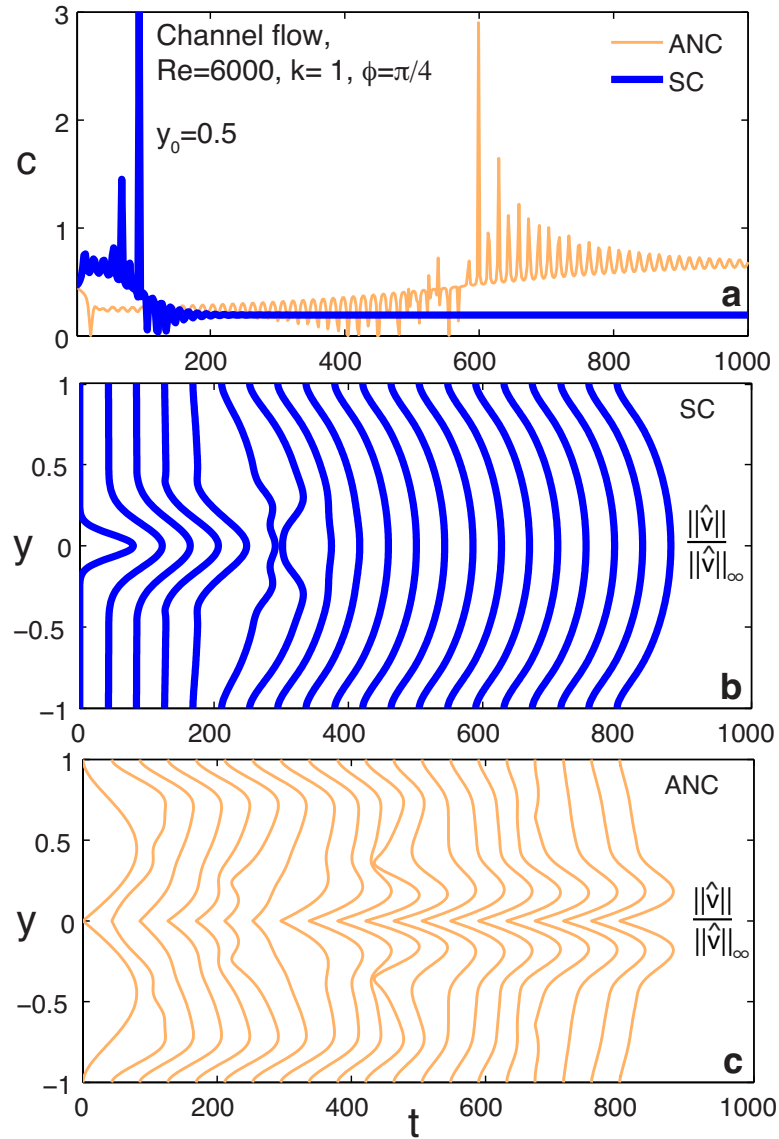 3
Channel flow,
Re=6000, k= 1, ϕ=π/4
ANC
SC
2
y₀=0.5
c
1
a
0
200 400 600 800 1000
1
SC
0.5
y
0
||v̂||
||v̂||∞
−0.5
b
−1
0 200 400 600 800 1000
1
ANC
0.5
y
0
||v̂||
||v̂||∞
−0.5
c
−1
0 200 400 600 800 1000
t